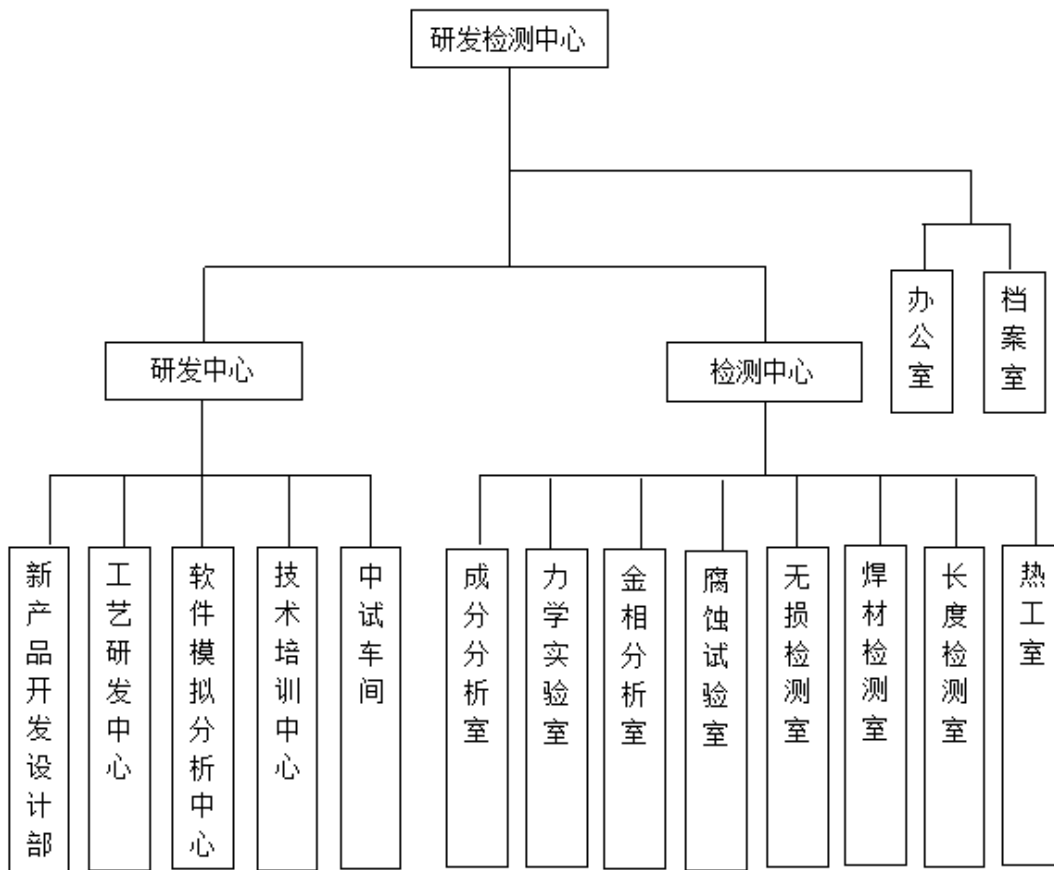 研发检测中心
办公室
档案室
研发中心
检测中心
新产品开发设计部
工艺研发中心
软件模拟分析中心
技术培训中心
中试车间
成分分析室
力学实验室
金相分析室
腐蚀试验室
无损检测室
焊材检测室
长度检测室
热工室